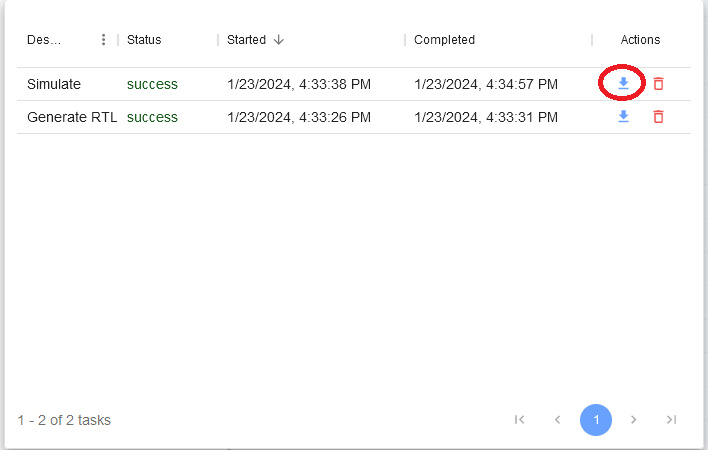 Des... Status Started Completed Actions
Simulate success 1/23/2024, 4:33:38 PM 1/23/2024, 4:34:57 PM
Generate RTL success 1/23/2024, 4:33:26 PM 1/23/2024, 4:33:31 PM
1 - 2 of 2 tasks 1